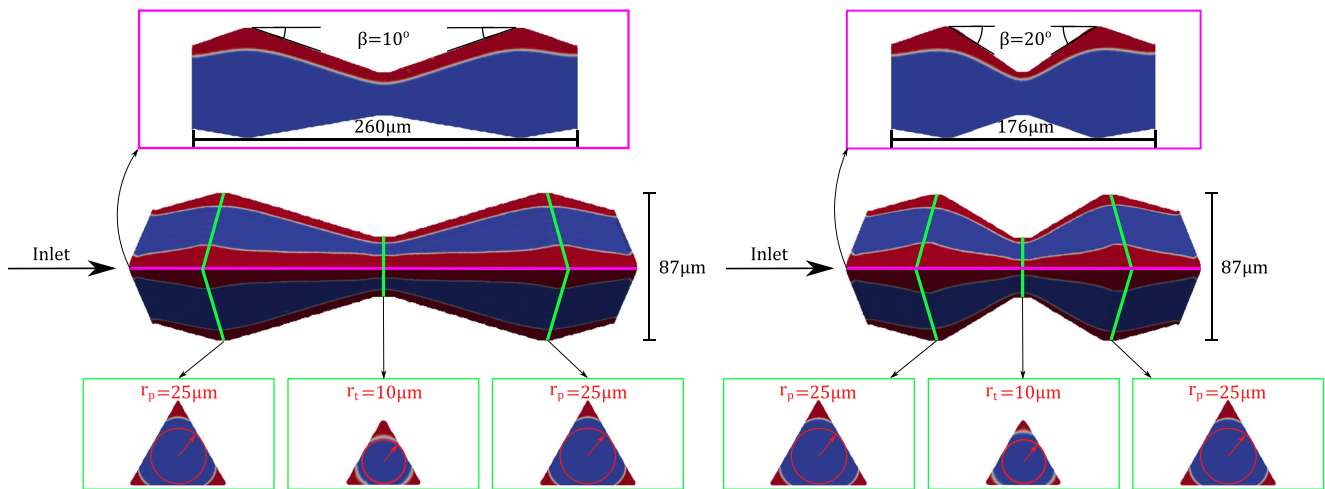 β=10°
β=20°
260μm
176μm
Inlet
87μm
Inlet
87μm
rₚ=25μm
rₜ=10μm
rₚ=25μm
rₚ=25μm
rₜ=10μm
rₚ=25μm